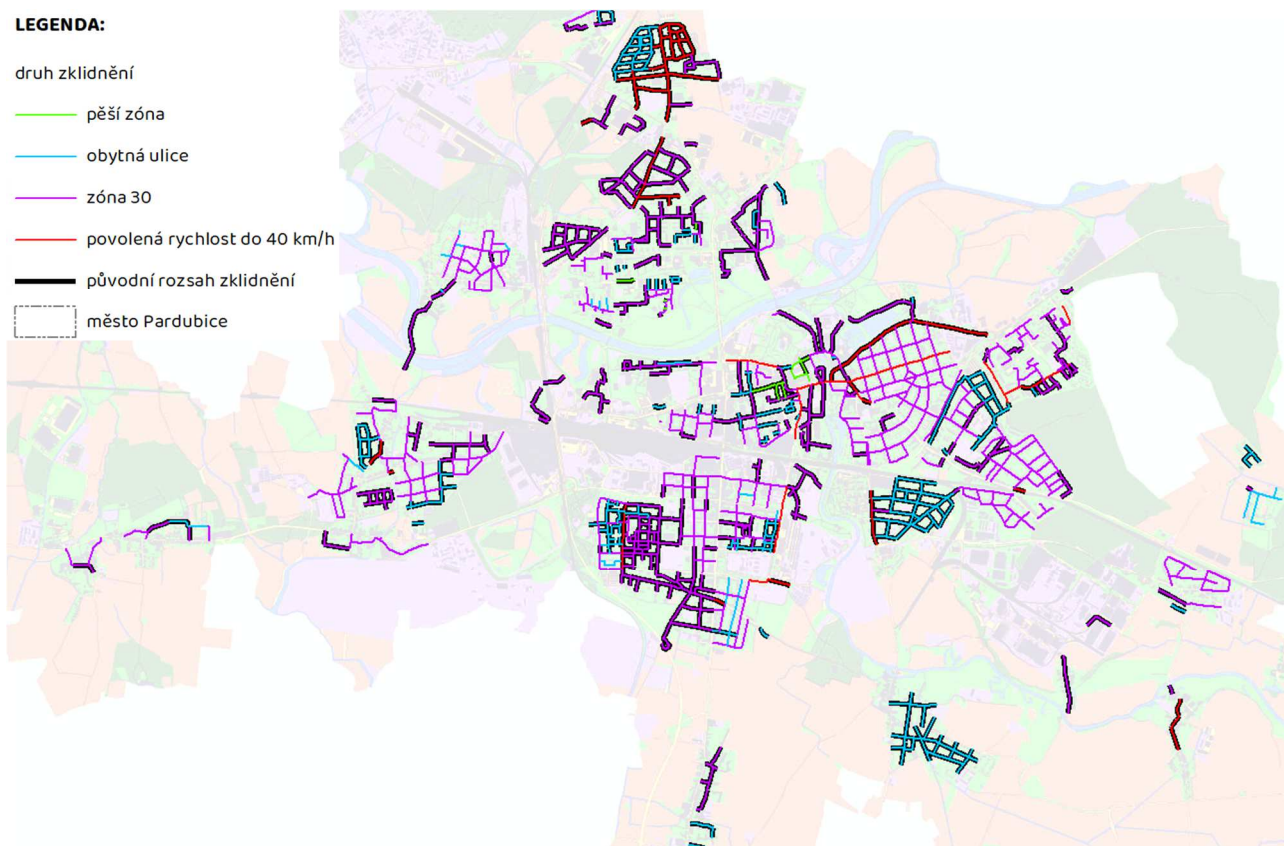 LEGENDA:
druh zklidnění
pěší zóna
obytná ulice
zóna 30
povolená rychlost do 40 km/h
původní rozsah zklidnění
město Pardubice